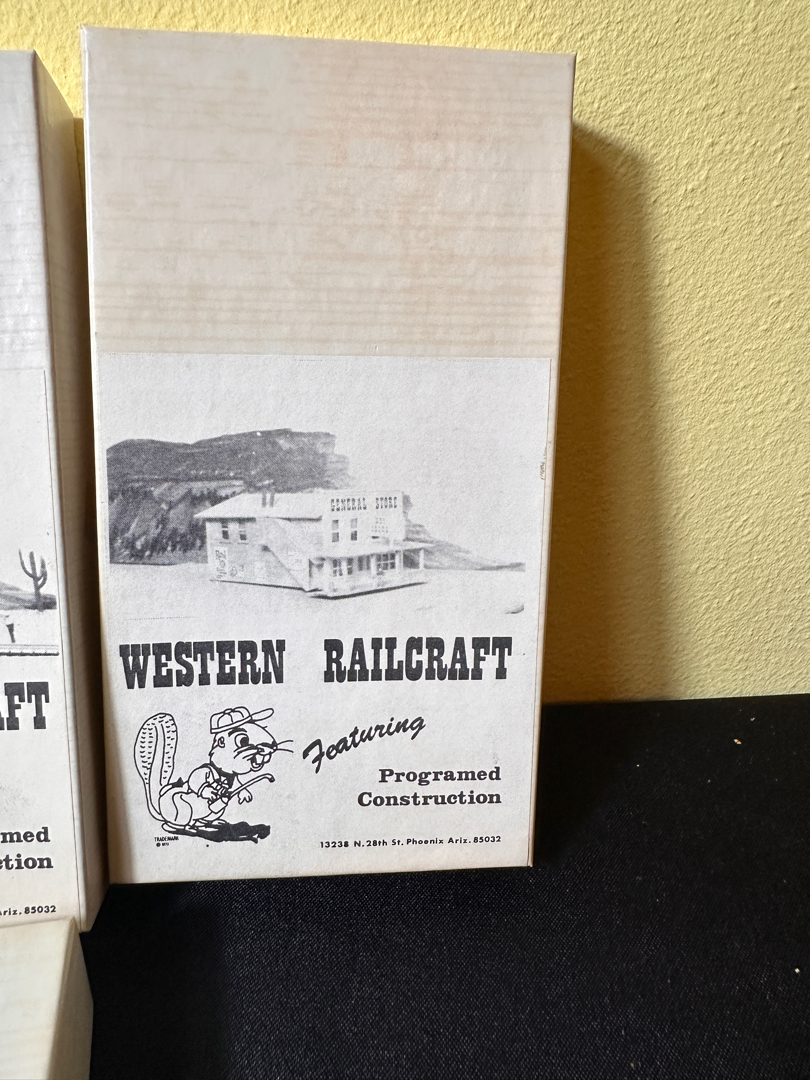 GENERAL STORE
WESTERN RAILCRAFT
Featuring
Programed
Construction
TRADEMARK
13238 N. 28th St. Phoenix Ariz. 85032
AFT
med
ction
Ariz. 85032